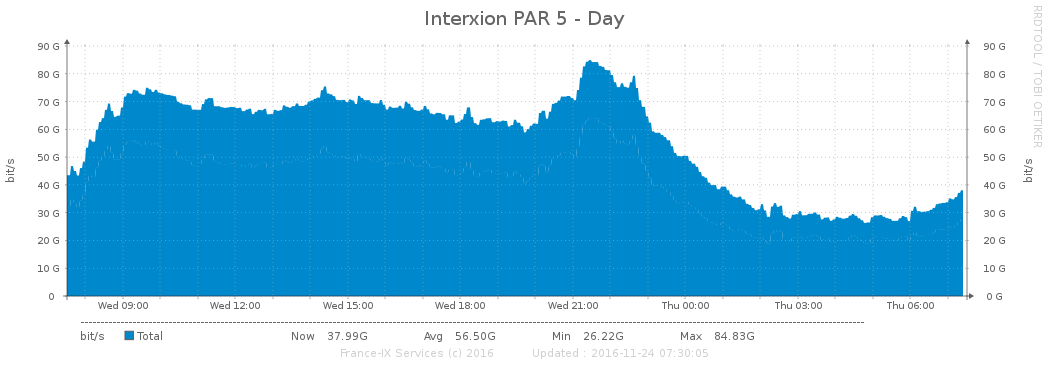 Interxion PAR 5 - Day
RRDTOOL / TOBI OETIKER
90 G 90 G
80 G 80 G
70 G 70 G
60 G 60 G
50 G 50 G
40 G 40 G
30 G 30 G
20 G 20 G
10 G 10 G
0 0 G
bit/s
bit/s
Wed 09:00 Wed 12:00 Wed 15:00 Wed 18:00 Wed 21:00 Thu 00:00 Thu 03:00 Thu 06:00
bit/s Total Now 37.99G Avg 56.50G Min 26.22G Max 84.83G
France-IX Services (c) 2016 Updated : 2016-11-24 07:30:05